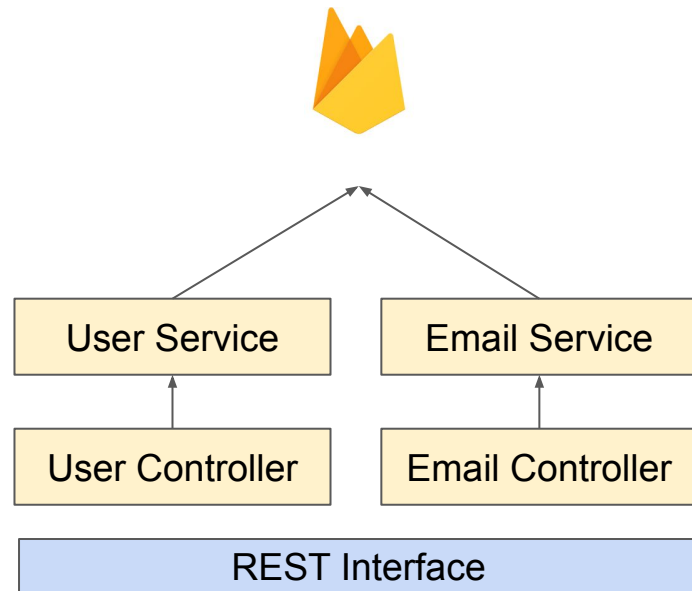 User Service
Email Service
User Controller
Email Controller
REST Interface